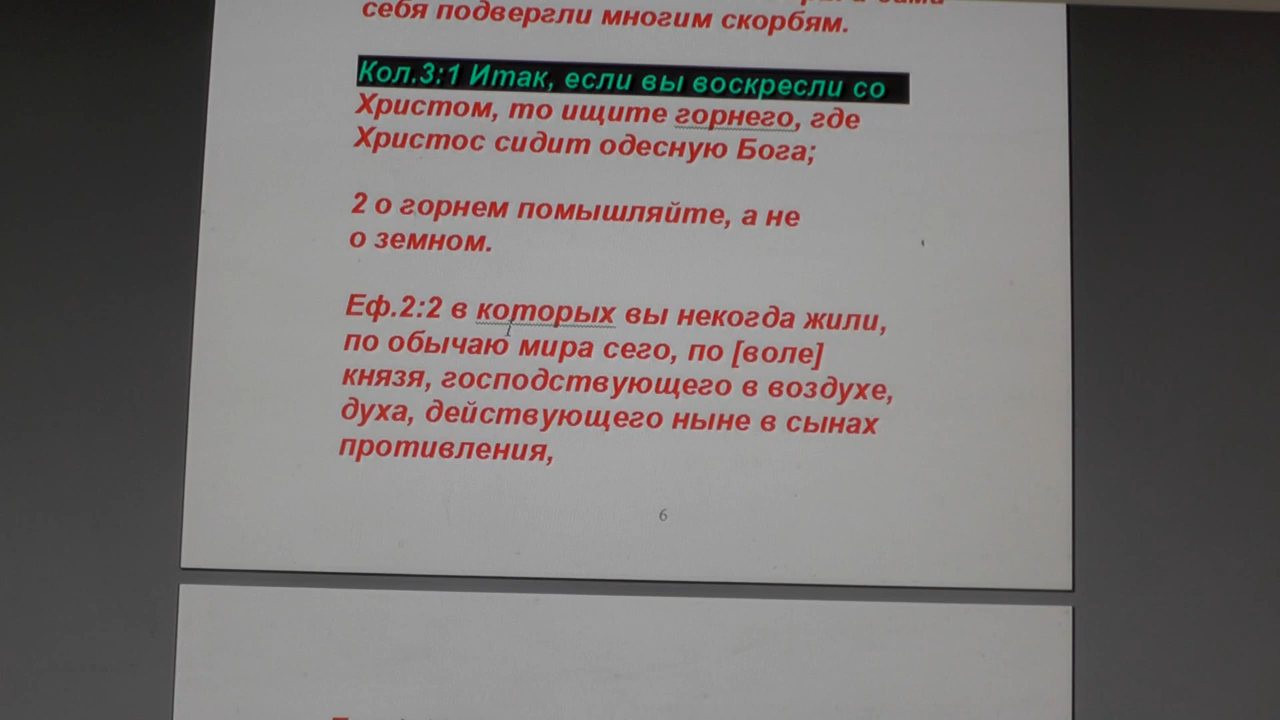 себя подвергли многим скорбям.
Кол.3:1 Итак, если вы воскресли со
Христом, то ищите горнего, где
Христос сидит одесную Бога;
2 о горнем помышляйте, а не
о земном.
Еф.2:2 в которых вы некогда жили,
по обычаю мира сего, по [воле]
князя, господствующего в воздухе,
духа, действующего ныне в сынах
противления,
6